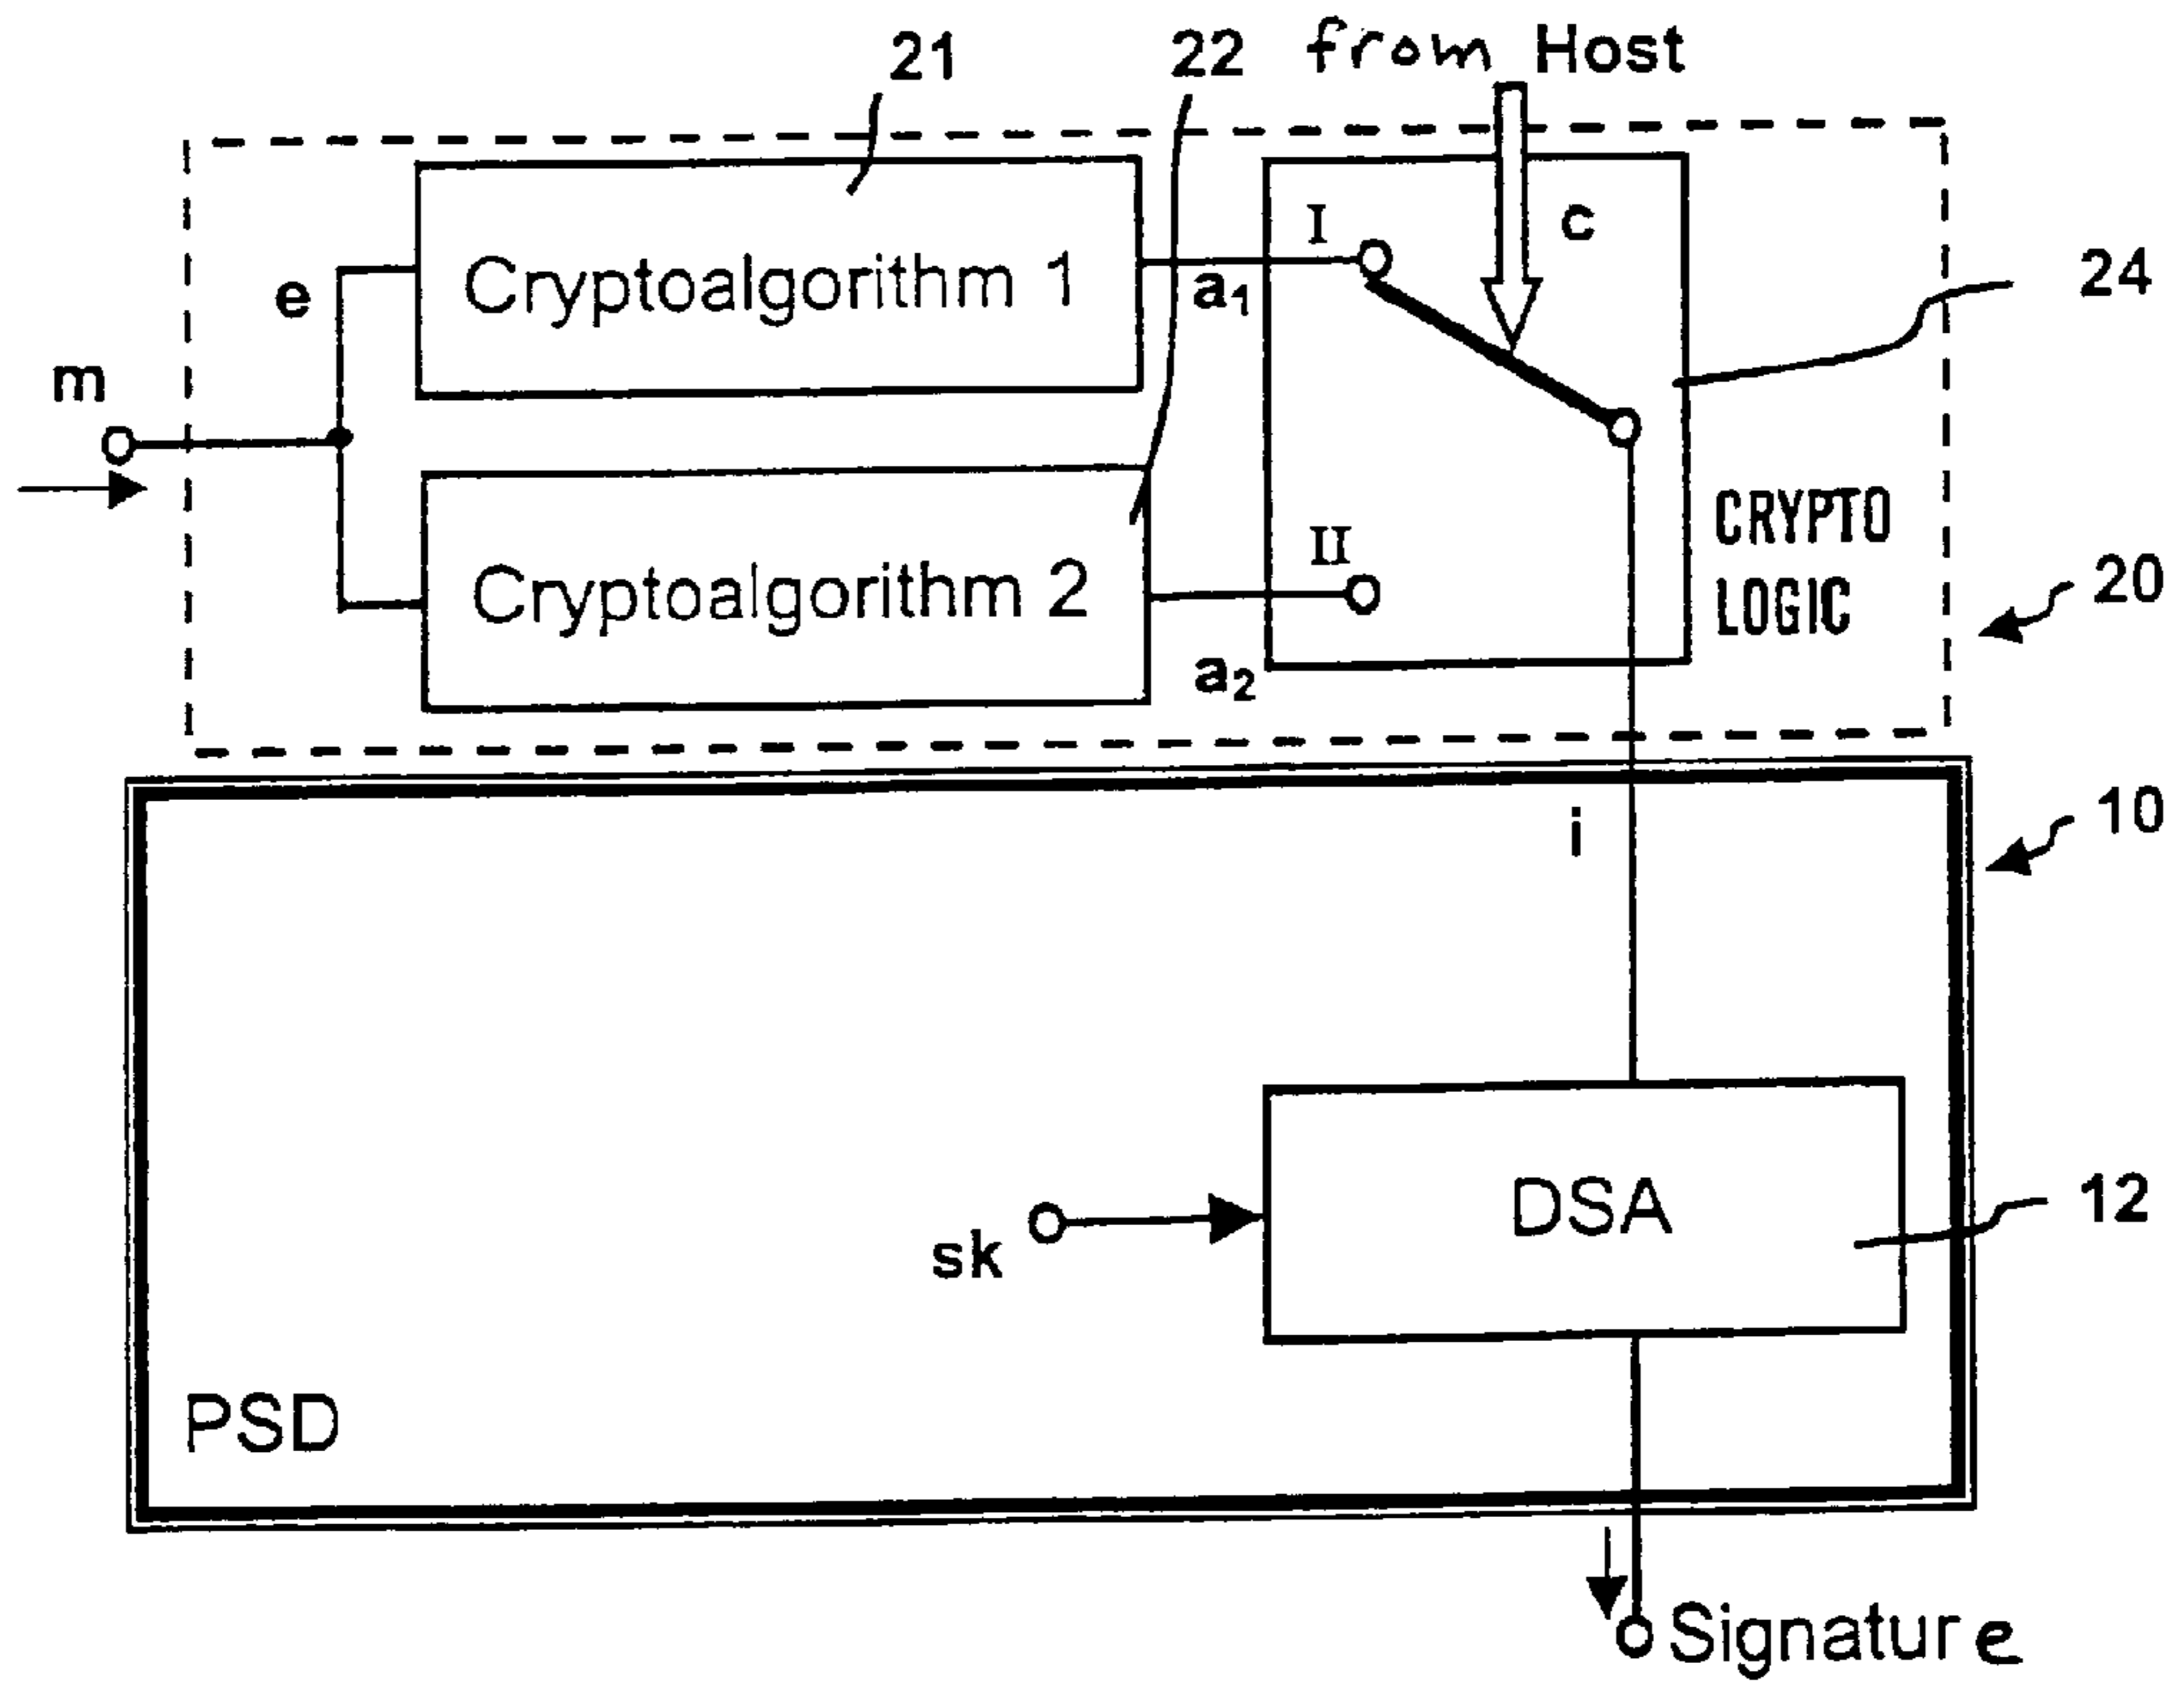 21
22
from Host
I
c
Cryptoalgorithm 1
a1
24
e
m
CRYPTO
LOGIC
II
Cryptoalgorithm 2
20
a2
10
i
DSA
12
sk
PSD
Signature